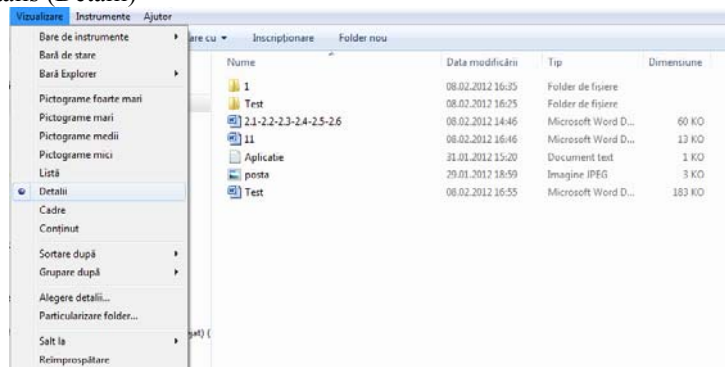 (Detalii)
Vizualizare Instrumente Ajutor
Bare de instrumente
Bară de stare
Bară Explorer
Pictograme foarte mari
Pictograme mari
Pictograme medii
Pictograme mici
Listă
Detalii
Cadre
Conținut
Sortare după
Grupare după
Alegere detalii...
Particularizare folder...
Salt la
Reîmprospătare
cu Inscripționare Folder nou
Nume Data modificării Tip Dimensiune
1 08.02.2012 16:35 Folder de fișiere
Test 08.02.2012 16:25 Folder de fișiere
2.1-2.2-2.3-2.4-2.5-2.6 08.02.2012 14:46 Microsoft Word D... 60 KO
11 08.02.2012 16:46 Microsoft Word D... 13 KO
Aplicatie 31.01.2012 15:20 Document text 1 KO
posta 29.01.2012 18:59 Imagine JPEG 3 KO
Test 08.02.2012 16:55 Microsoft Word D... 183 KO